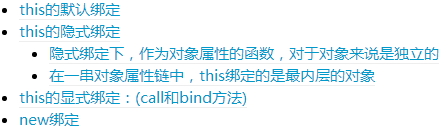 this的默认绑定
this的隐式绑定
隐式绑定下，作为对象属性的函数，对于对象来说是独立的
在一串对象属性链中，this绑定的是最内层的对象
this的显式绑定：(call和bind方法)
new绑定